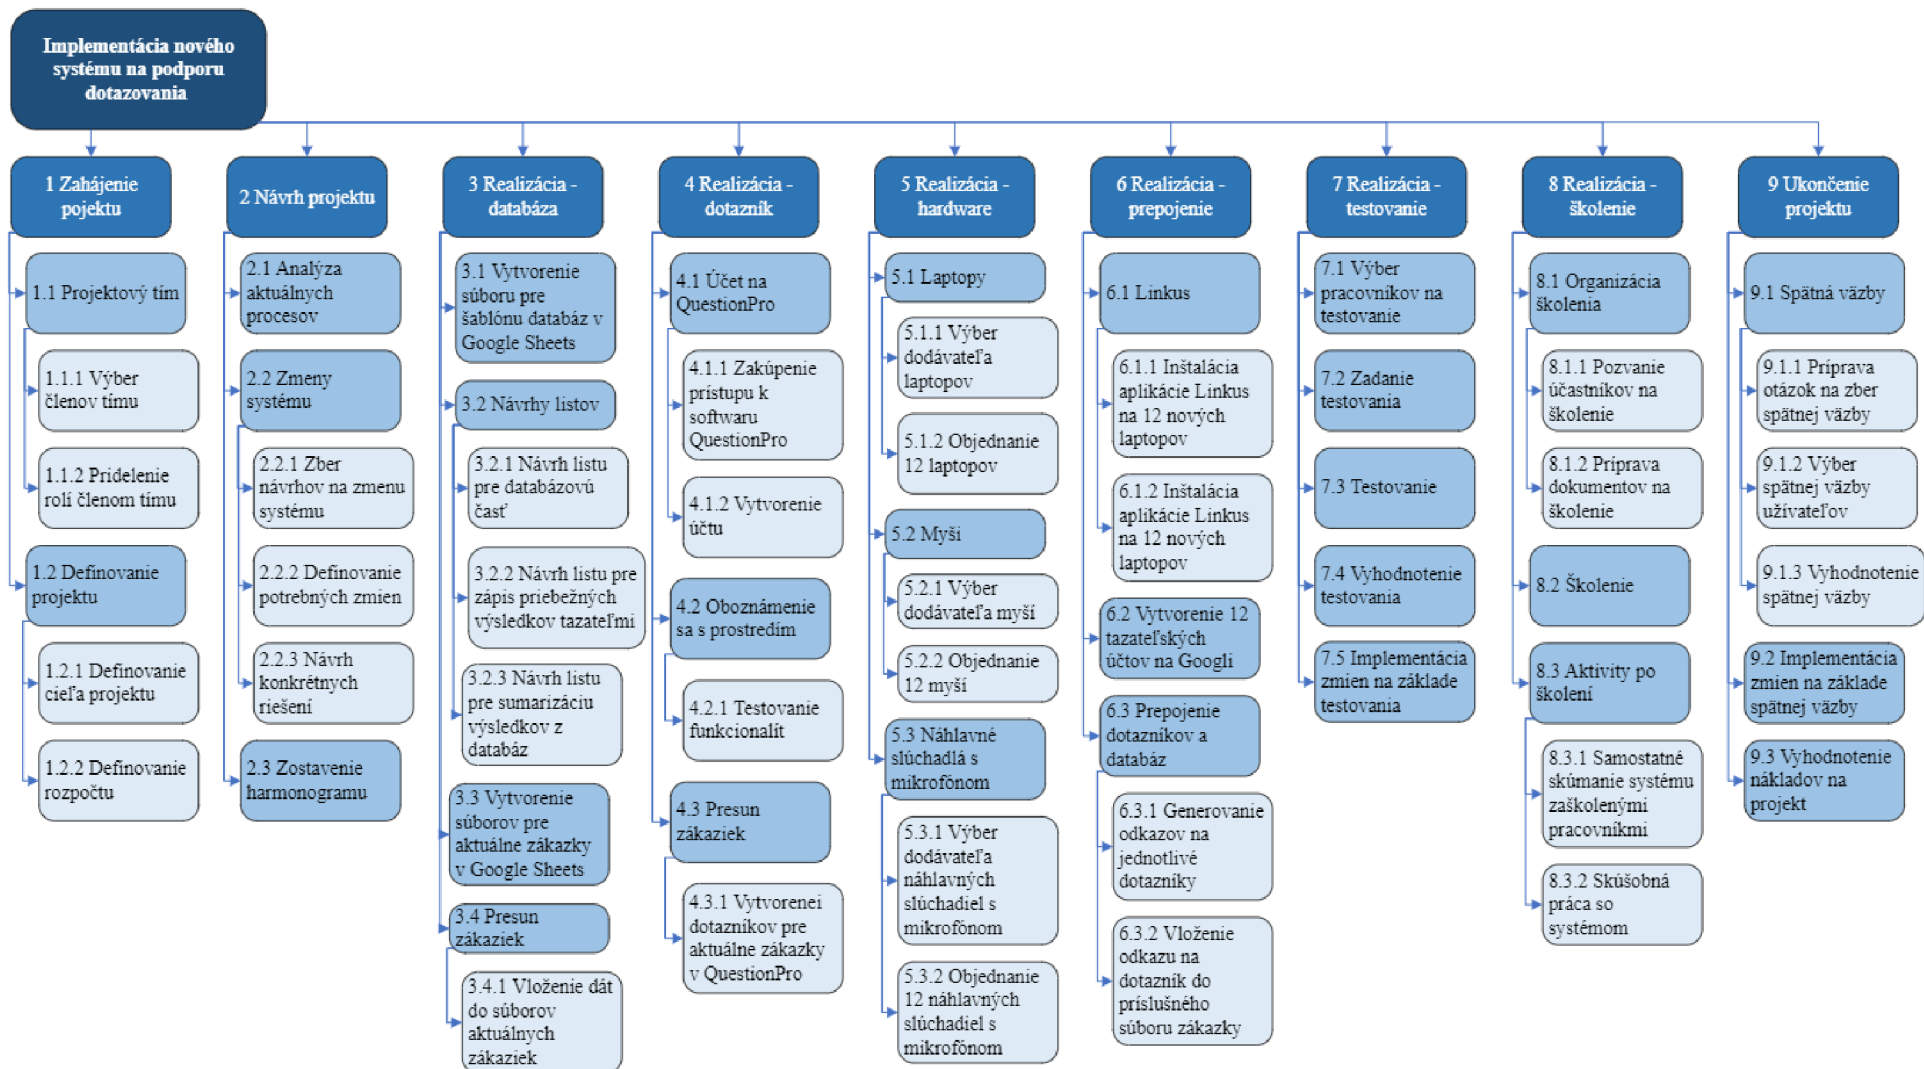 Implementácia nového
systému na podporu
dotazovania
1 Zahájenie
pojektu
1.1 Projektový tím
1.1.1 Výber
členov tímu
1.1.2 Pridelenie
rolí členom tímu
1.2 Definovanie
projektu
1.2.1 Definovanie
cieľa projektu
1.2.2 Definovanie
rozpočtu
2 Návrh projektu
2.1 Analýza
aktuálnych
procesov
2.2 Zmeny
systému
2.2.1 Zber
návrhov na zmenu
systému
2.2.2 Definovanie
potrebných zmien
2.2.3 Návrh
konkrétnych
riešení
2.3 Zostavenie
harmonogramu
3 Realizácia -
databáza
3.1 Vytvorenie
súboru pre
šablónu databáz v
Google Sheets
3.2 Návrhy listov
3.2.1 Návrh listu
pre databázovú
časť
3.2.2 Návrh listu pre
zápis priebežných
výsledkov tazateľmi
3.2.3 Návrh listu
pre sumarizáciu
výsledkov z
databáz
3.3 Vytvorenie
súborov pre
aktuálne zákazky
v Google Sheets
3.4 Presun
zákaziek
3.4.1 Vloženie dát
do súborov
aktuálnych
zákaziek
4 Realizácia -
dotazník
4.1 Účet na
QuestionPro
4.1.1 Zakúpenie
prístupu k
softwaru
QuestionPro
4.1.2 Vytvorenie
účtu
4.2 Oboznámenie
sa s prostredím
4.2.1 Testovanie
funkcionalít
4.3 Presun
zákaziek
4.3.1 Vytvorenei
dotazníkov pre
aktuálne zákazky
v QuestionPro
5 Realizácia -
hardware
5.1 Laptopy
5.1.1 Výber
dodávateľa
laptopov
5.1.2 Objednanie
12 laptopov
5.2 Myši
5.2.1 Výber
dodávateľa myší
5.2.2 Objednanie
12 myší
5.3 Náhlavné
slúchadlá s
mikrofónom
5.3.1 Výber
dodávateľa
náhlavných
slúchadiel s
mikrofónom
5.3.2 Objednanie
12 náhlavných
slúchadiel s
mikrofónom
6 Realizácia -
prepojenie
6.1 Linkus
6.1.1 Inštalácia
aplikácie Linkus
na 12 nových
laptopov
6.1.2 Inštalácia
aplikácie Linkus
na 12 nových
laptopov
6.2 Vytvorenie 12
tazateľských
účtov na Googli
6.3 Prepojenie
dotazníkov a
databáz
6.3.1 Generovanie
odkazov na
jednotlivé
dotazníky
6.3.2 Vloženie
odkazu na
dotazník do
príslušného
súboru zákazky
7 Realizácia -
testovanie
7.1 Výber
pracovníkov na
testovanie
7.2 Zadanie
testovania
7.3 Testovanie
7.4 Vyhodnotenie
testovania
7.5 Implementácia
zmien na základe
testovania
8 Realizácia -
školenie
8.1 Organizácia
školenia
8.1.1 Pozvanie
účastníkov na
školenie
8.1.2 Príprava
dokumentov na
školenie
8.2 Školenie
8.3 Aktivity po
školení
8.3.1 Samostatné
skúmanie systému
zaškolenými
pracovníkmi
8.3.2 Skúšobná
práca so
systémom
9 Ukončenie
projektu
9.1 Spätná väzby
9.1.1 Príprava
otázok na zber
spätnej väzby
9.1.2 Výber
spätnej väzby
užívateľov
9.1.3 Vyhodnotenie
spätnej väzby
9.2 Implementácia
zmien na základe
spätnej väzby
9.3 Vyhodnotenie
nákladov na
projekt